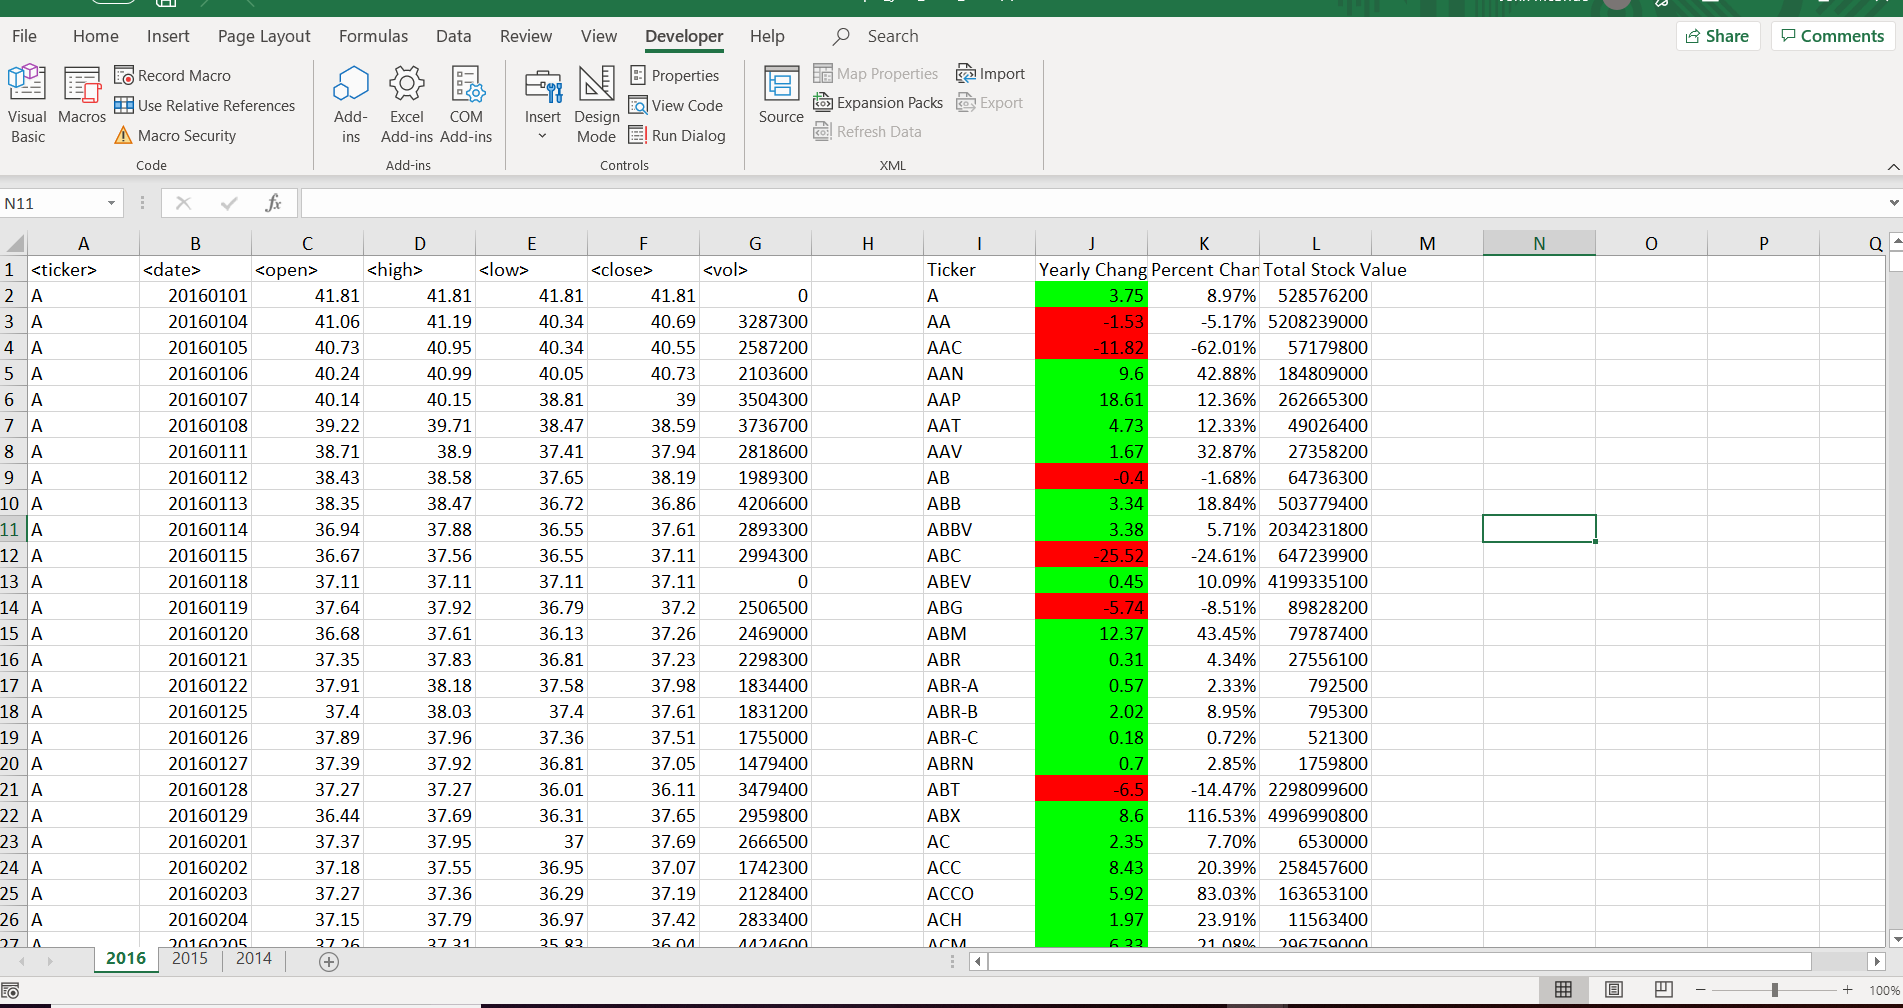 File Home Insert Page Layout Formulas Data Review View Developer Help Search Share Comments
Visual Basic Macros Record Macro Use Relative References Macro Security Add-ins Excel Add-ins COM Add-ins Insert Design Mode Properties View Code Run Dialog Source Map Properties Expansion Packs Refresh Data Import Export
Code Add-ins Controls XML
N11 fx
A B C D E F G H I J K L M N O P Q
1 <ticker> <date> <open> <high> <low> <close> <vol> Ticker Yearly Chang Percent Char Total Stock Value
2 A 20160101 41.81 41.81 41.81 41.81 0 A 3.75 8.97% 528576200
3 A 20160104 41.06 41.19 40.34 40.69 3287300 AA -1.53 -5.17% 5208239000
4 A 20160105 40.73 40.95 40.34 40.55 2587200 AAC -11.82 -62.01% 57179800
5 A 20160106 40.24 40.99 40.05 40.73 2103600 AAN 9.6 42.88% 184809000
6 A 20160107 40.14 40.15 38.81 39 3504300 AAP 18.61 12.36% 262665300
7 A 20160108 39.22 39.71 38.47 38.59 3736700 AAT 4.73 12.33% 49026400
8 A 20160111 38.71 38.9 37.41 37.94 2818600 AAV 1.67 32.87% 27358200
9 A 20160112 38.43 38.58 37.65 38.19 1989300 AB -0.4 -1.68% 64736300
10 A 20160113 38.35 38.47 36.72 36.86 4206600 ABB 3.34 18.84% 503779400
11 A 20160114 36.94 37.88 36.55 37.61 2893300 ABBV 3.38 5.71% 2034231800
12 A 20160115 36.67 37.56 36.55 37.11 2994300 ABC -25.52 -24.61% 647239900
13 A 20160118 37.11 37.11 37.11 37.11 0 ABEV 0.45 10.09% 4199335100
14 A 20160119 37.64 37.92 36.79 37.2 2506500 ABG -5.74 -8.51% 89828200
15 A 20160120 36.68 37.61 36.13 37.26 2469000 ABM 12.37 43.45% 79787400
16 A 20160121 37.35 37.83 36.81 37.23 2298300 ABR 0.31 4.34% 27556100
17 A 20160122 37.91 38.18 37.58 37.98 1834400 ABR-A 0.57 2.33% 792500
18 A 20160125 37.4 38.03 37.4 37.61 1831200 ABR-B 2.02 8.95% 795300
19 A 20160126 37.89 37.96 37.36 37.51 1755000 ABR-C 0.18 0.72% 521300
20 A 20160127 37.39 37.92 36.81 37.05 1479400 ABRN 0.7 2.85% 1759800
21 A 20160128 37.27 37.27 36.01 36.11 3479400 ABT -6.5 -14.47% 2298099600
22 A 20160129 36.44 37.69 36.31 37.65 2959800 ABX 8.6 116.53% 4996990800
23 A 20160201 37.37 37.95 37 37.69 2666500 AC 2.35 7.70% 6530000
24 A 20160202 37.18 37.55 36.95 37.07 1742300 ACC 8.43 20.39% 258457600
25 A 20160203 37.27 37.36 36.29 37.19 2128400 ACCO 5.92 83.03% 163653100
26 A 20160204 37.15 37.79 36.97 37.42 2833400 ACH 1.97 23.91% 11563400
27 A 20160205 37.26 37.31 35.83 36.04 4424600 ACM 6.33 21.08% 296759000
2016 2015 2014
100%